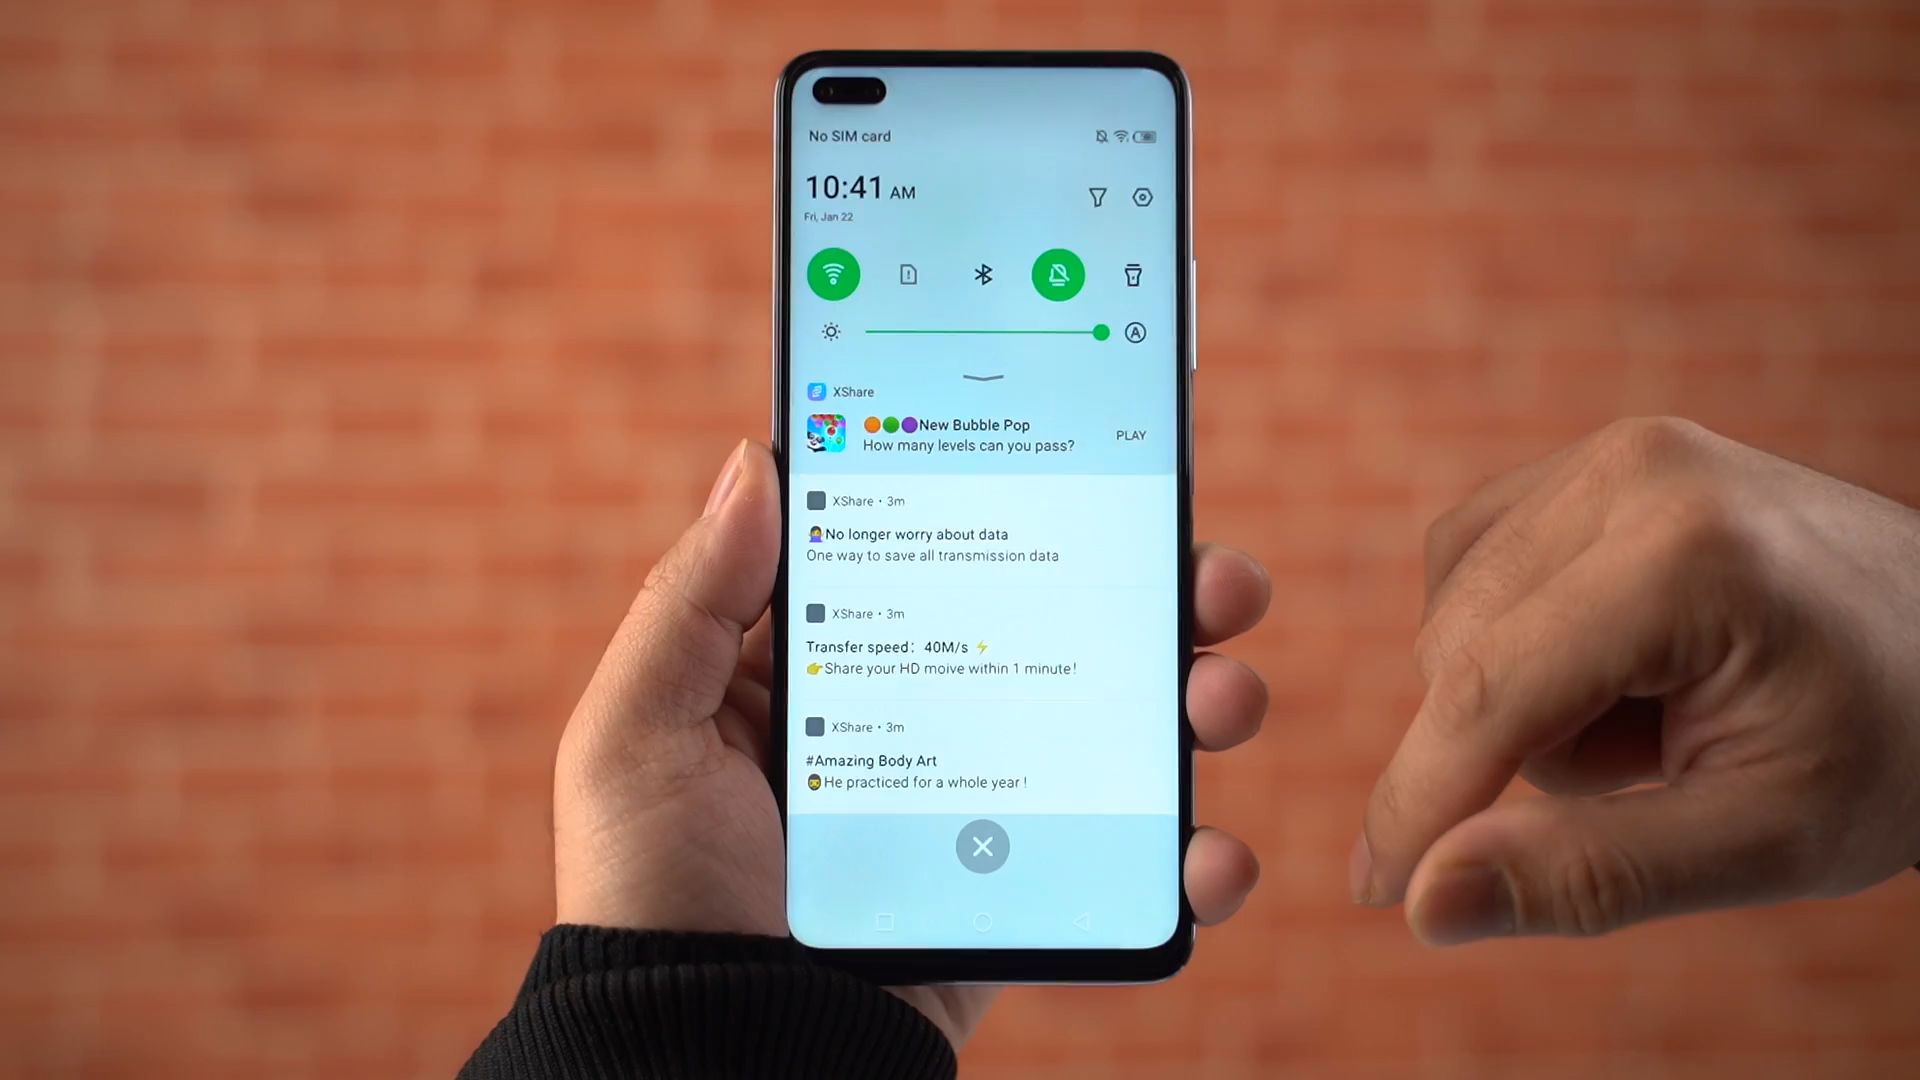 No SIM card
10:41 AM
Fri, Jan 22
A
XShare
🟠🟢🟣New Bubble Pop
How many levels can you pass?
PLAY
XShare • 3m
🙅‍♀️No longer worry about data
One way to save all transmission data
XShare • 3m
Transfer speed: 40M/s ⚡
👉Share your HD moive within 1 minute!
XShare • 3m
#Amazing Body Art
🧔He practiced for a whole year !